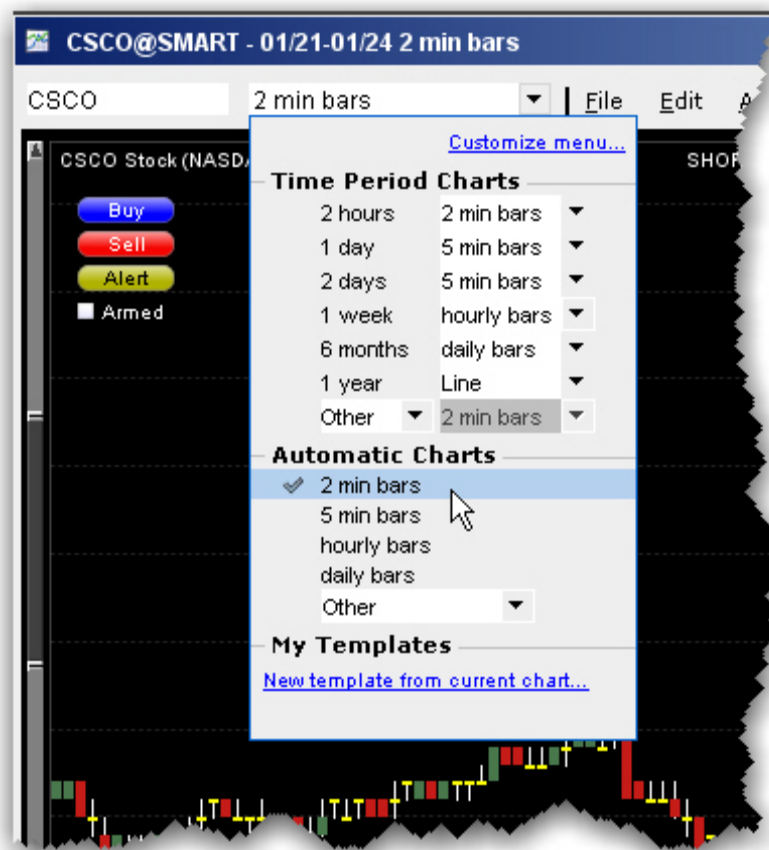 CSCO@SMART - 01/21-01/24 2 min bars
CSCO 2 min bars File Edit
Customize menu...
CSCO Stock
Time Period Charts
Buy
2 hours 2 min bars
Sell
1 day 5 min bars
Alert
2 days 5 min bars
Armed
1 week hourly bars
6 months daily bars
1 year Line
Other 2 min bars
Automatic Charts
2 min bars
5 min bars
hourly bars
daily bars
Other
My Templates
New template from current chart...